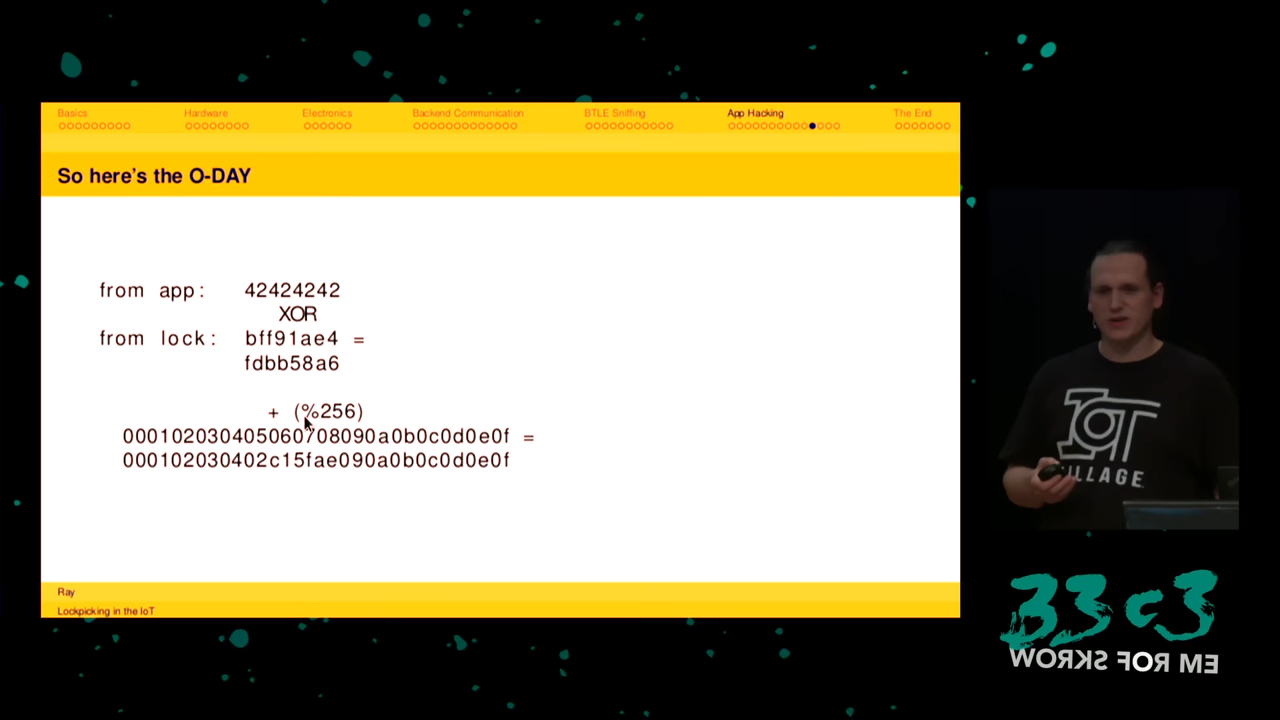 Basics Hardware Electronics Backend Communication BTLE Sniffing App Hacking The End
So here's the O-DAY
from app: 42424242
XOR
from lock: bff91ae4 =
fdbb58a6
+ (%256)
000102030405060708090a0b0c0d0e0f =
000102030402c15fae090a0b0c0d0e0f
Ray
Lockpicking in the IoT
IOT
VILLAGE
33c3
WORKS FOR ME